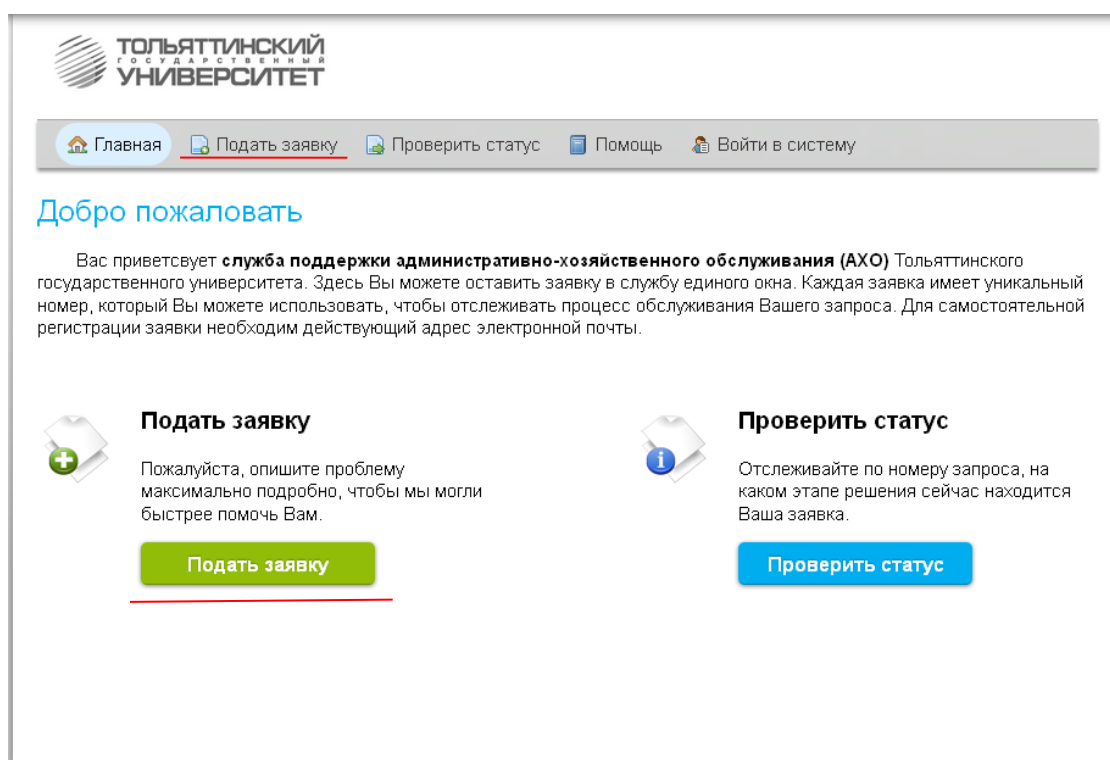 ТОЛЬЯТТИНСКИЙ
ГОСУДАРСТВЕННЫЙ
УНИВЕРСИТЕТ
Главная Подать заявку Проверить статус Помощь Войти в систему
Добро пожаловать
Вас приветсвует служба поддержки административно-хозяйственного обслуживания (АХО) Тольяттинского
государственного университета. Здесь Вы можете оставить заявку в службу единого окна. Каждая заявка имеет уникальный
номер, который Вы можете использовать, чтобы отслеживать процесс обслуживания Вашего запроса. Для самостоятельной
регистрации заявки необходим действующий адрес электронной почты.
Подать заявку
Пожалуйста, опишите проблему
максимально подробно, чтобы мы могли
быстрее помочь Вам.
Подать заявку
Проверить статус
Отслеживайте по номеру запроса, на
каком этапе решения сейчас находится
Ваша заявка.
Проверить статус